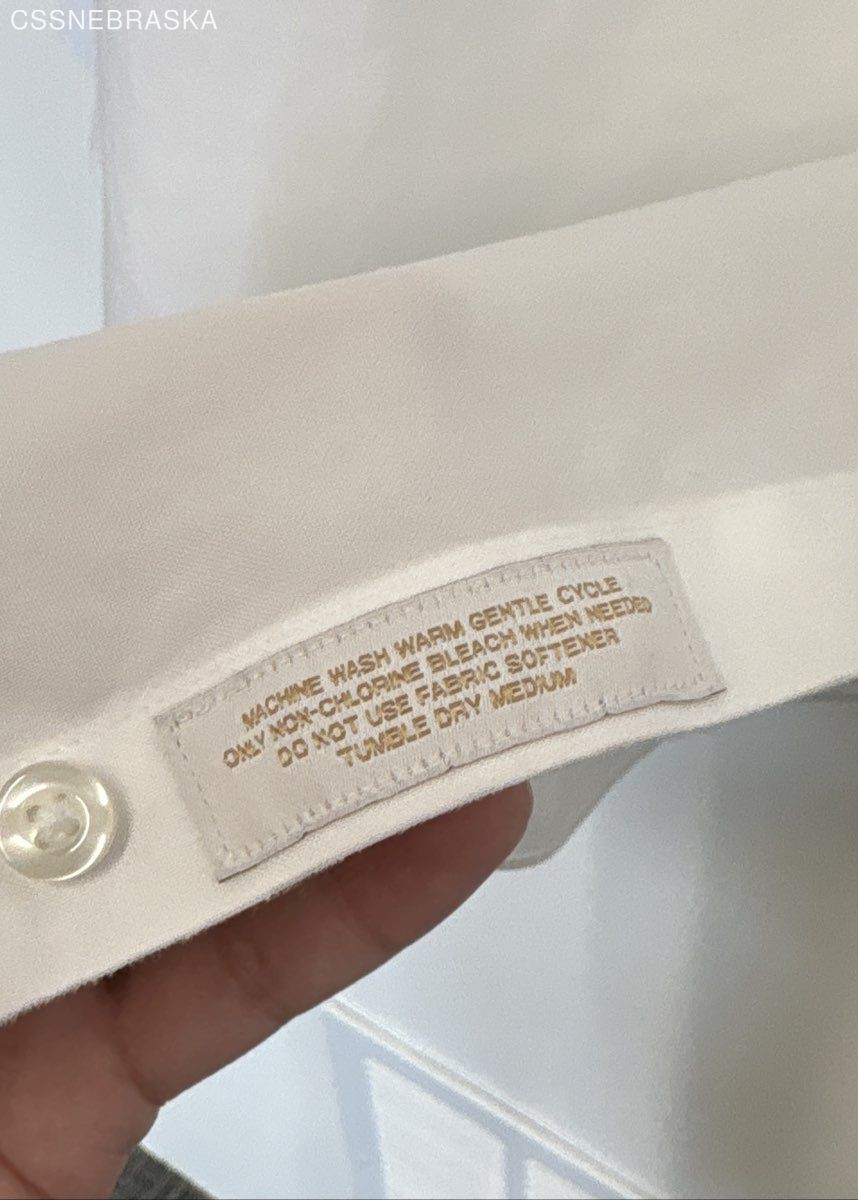 CSSNEBRASKA
MACHINE WASH WARM GENTLE CYCLE
ONLY NON-CHLORINE BLEACH WHEN NEEDED
DO NOT USE FABRIC SOFTENER
TUMBLE DRY MEDIUM